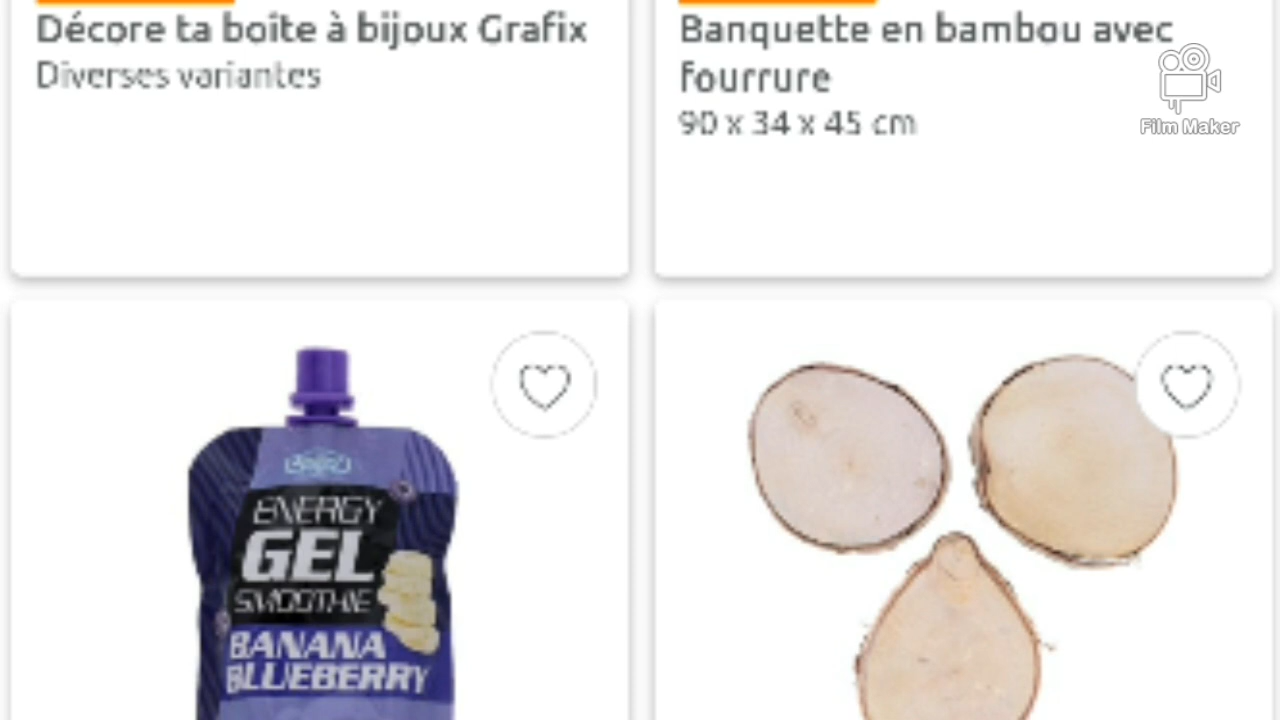 Décore ta boîte à bijoux Grafix
Diverses variantes
Banquette en bambou avec
fourrure
90 x 34 x 45 cm
Film Maker
ENERGY
GEL
SMOOTHIE
BANANA
BLUEBERRY